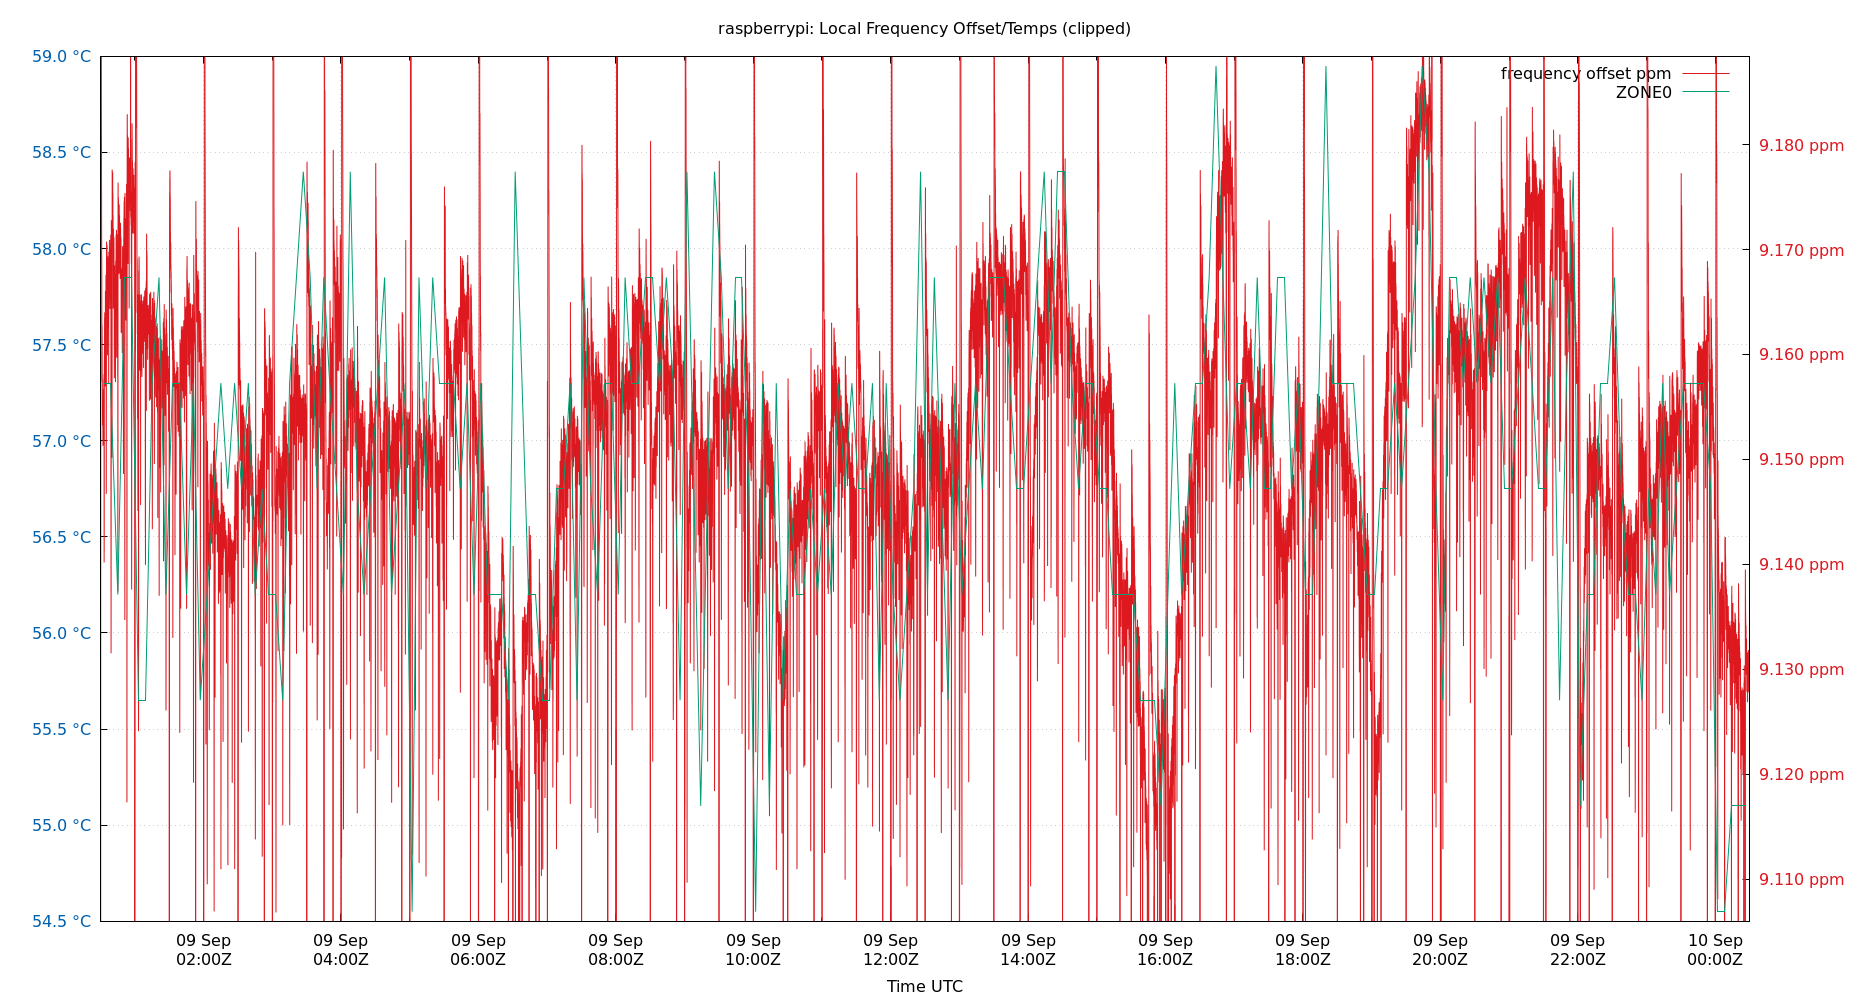 raspberrypi: Local Frequency Offset/Temps (clipped)
59.0 °C
58.5 °C
58.0 °C
57.5 °C
57.0 °C
56.5 °C
56.0 °C
55.5 °C
55.0 °C
54.5 °C
frequency offset ppm
ZONE0
9.180 ppm
9.170 ppm
9.160 ppm
9.150 ppm
9.140 ppm
9.130 ppm
9.120 ppm
9.110 ppm
09 Sep 09 Sep 09 Sep 09 Sep 09 Sep 09 Sep 09 Sep 09 Sep 09 Sep 09 Sep 09 Sep 10 Sep
02:00Z 04:00Z 06:00Z 08:00Z 10:00Z 12:00Z 14:00Z 16:00Z 18:00Z 20:00Z 22:00Z 00:00Z
Time UTC